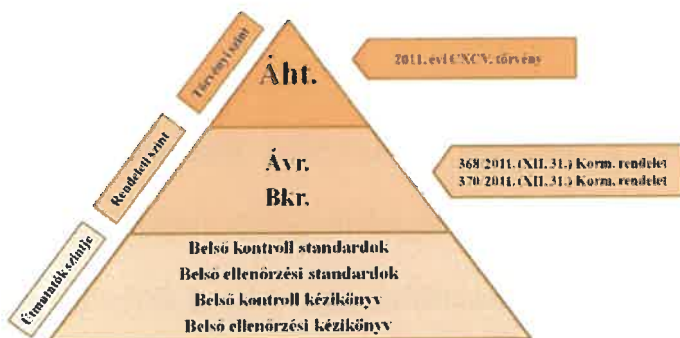 Törvényi szint
Áht.
2011. évi CXCV. törvény
Rendeleti szint
Ávr.
Bkr.
368/2011. (XII. 31.) Korm. rendelet
370/2011. (XII. 31.) Korm. rendelet
Útmutatók szintje
Belső kontroll standardok
Belső ellenőrzési standardok
Belső kontroll kézikönyv
Belső ellenőrzési kézikönyv